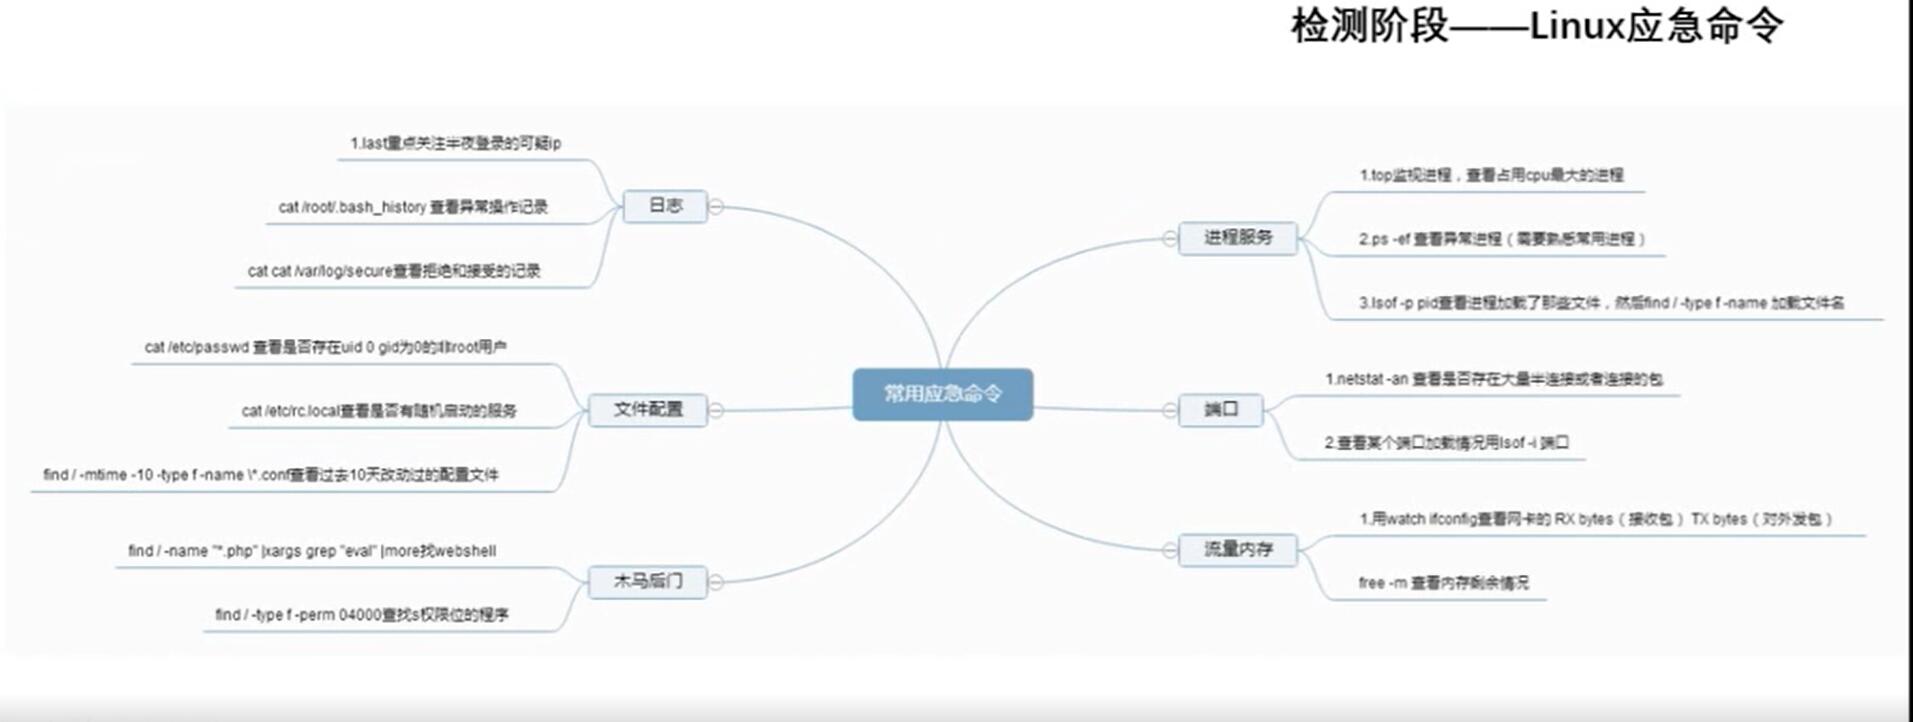 检测阶段——Linux应急命令
1.last重点关注半夜登录的可疑ip
cat /root/.bash_history 查看异常操作记录
cat cat /var/log/secure查看拒绝和接受的记录
日志
cat /etc/passwd 查看是否存在uid 0 gid为0的非root用户
cat /etc/rc.local查看是否有随机启动的服务
find / -mtime -10 -type f -name \*.conf查看过去10天改动过的配置文件
文件配置
find / -name "*.php" |xargs grep "eval" |more找webshell
find / -type f -perm 04000查找s权限位的程序
木马后门
常用应急命令
进程服务
1.top监视进程，查看占用cpu最大的进程
2.ps -ef 查看异常进程（需要熟悉常用进程）
3.lsof -p pid查看进程加载了那些文件，然后find / -type f -name 加载文件名
端口
1.netstat -an 查看是否存在大量半连接或者连接的包
2.查看某个端口加载情况用lsof -i 端口
流量内存
1.用watch ifconfig查看网卡的 RX bytes（接收包） TX bytes（对外发包）
free -m 查看内存剩余情况